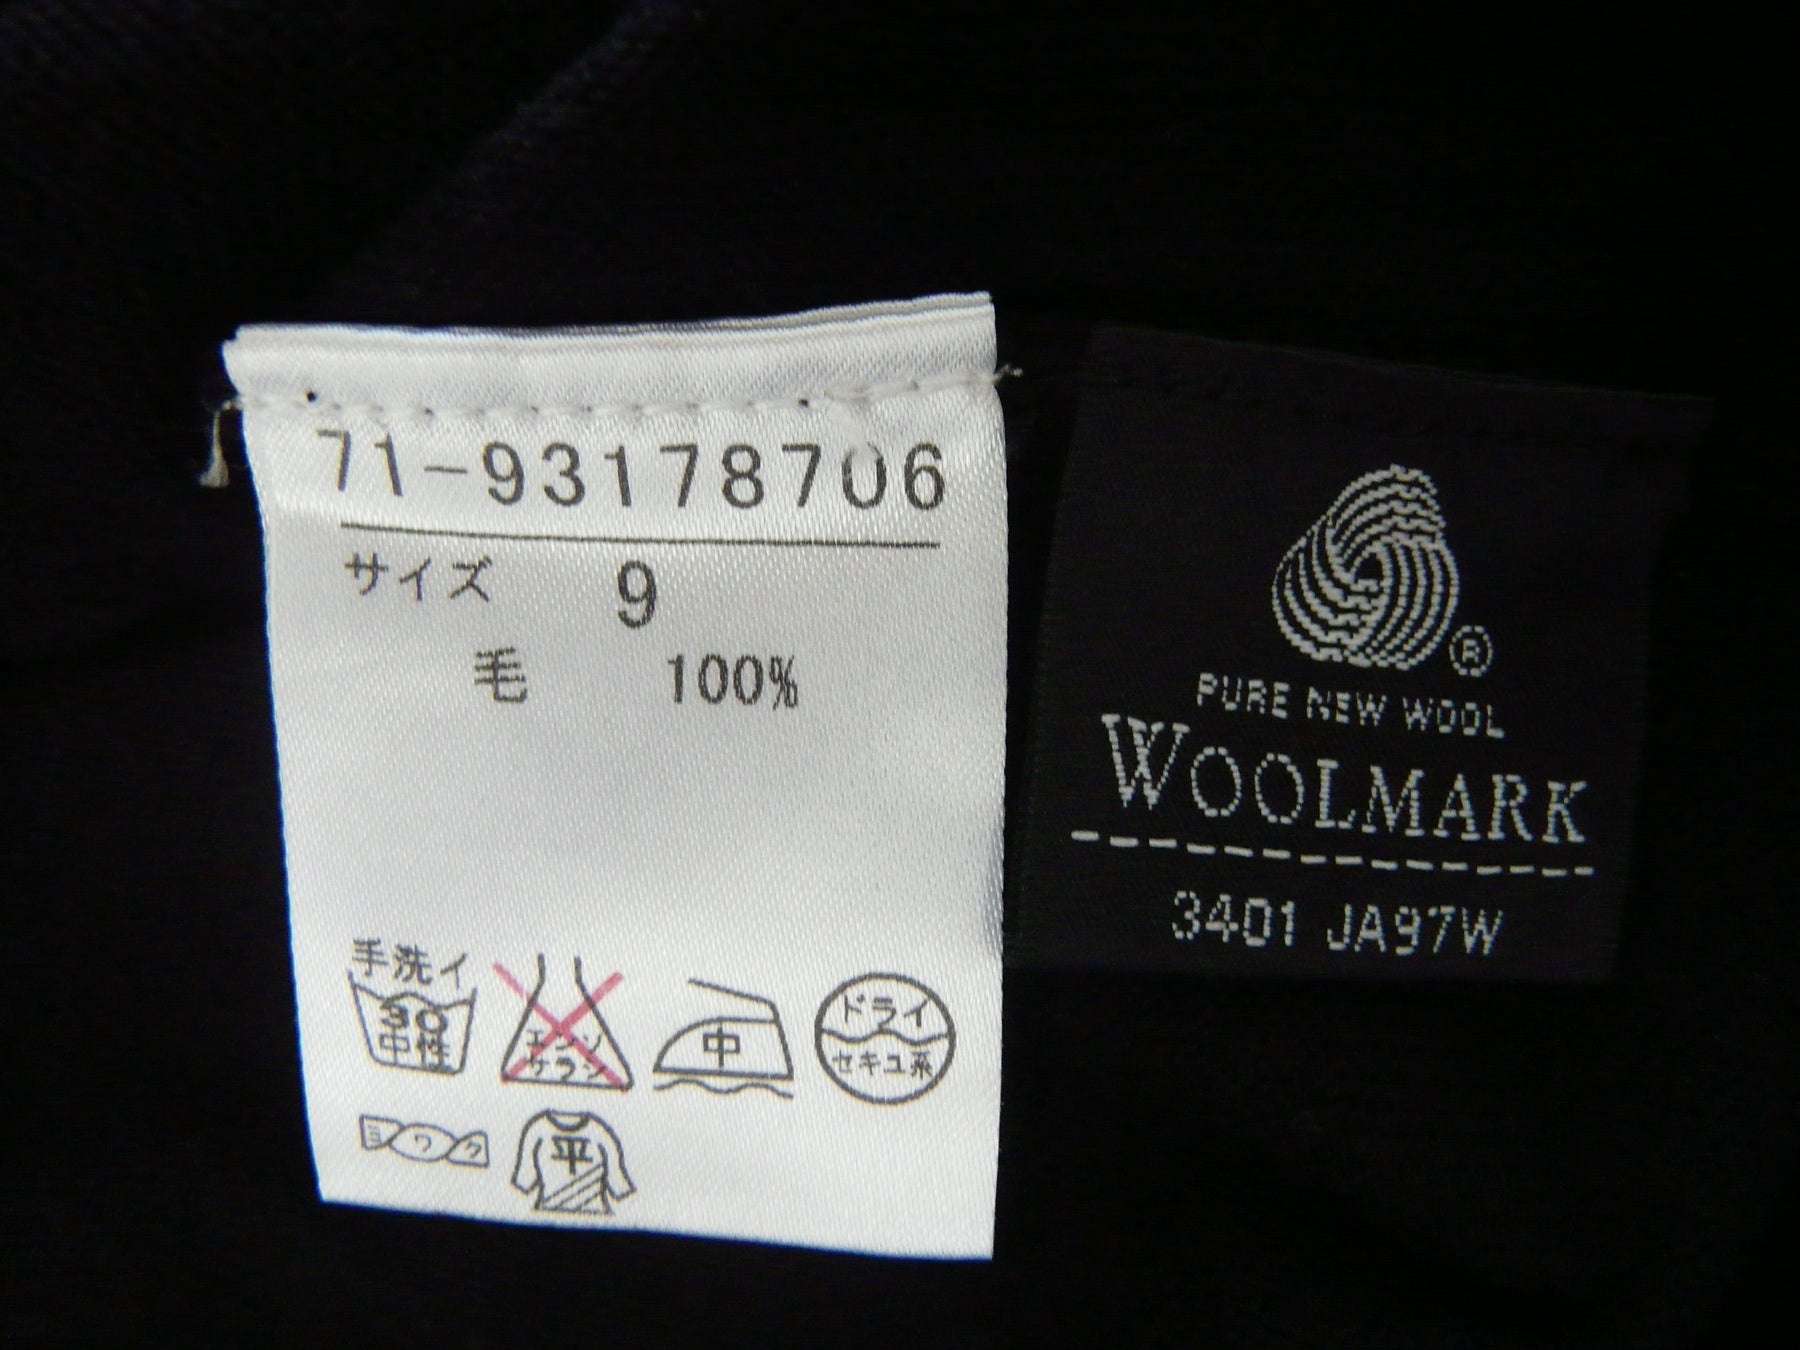 71-93178706
サイズ 9
毛 100%
手洗イ
30
中性
エンソ
サラシ
中
ドライ
セキユ系
ヨワク
平
®
PURE NEW WOOL
WOOLMARK
3401 JA97W